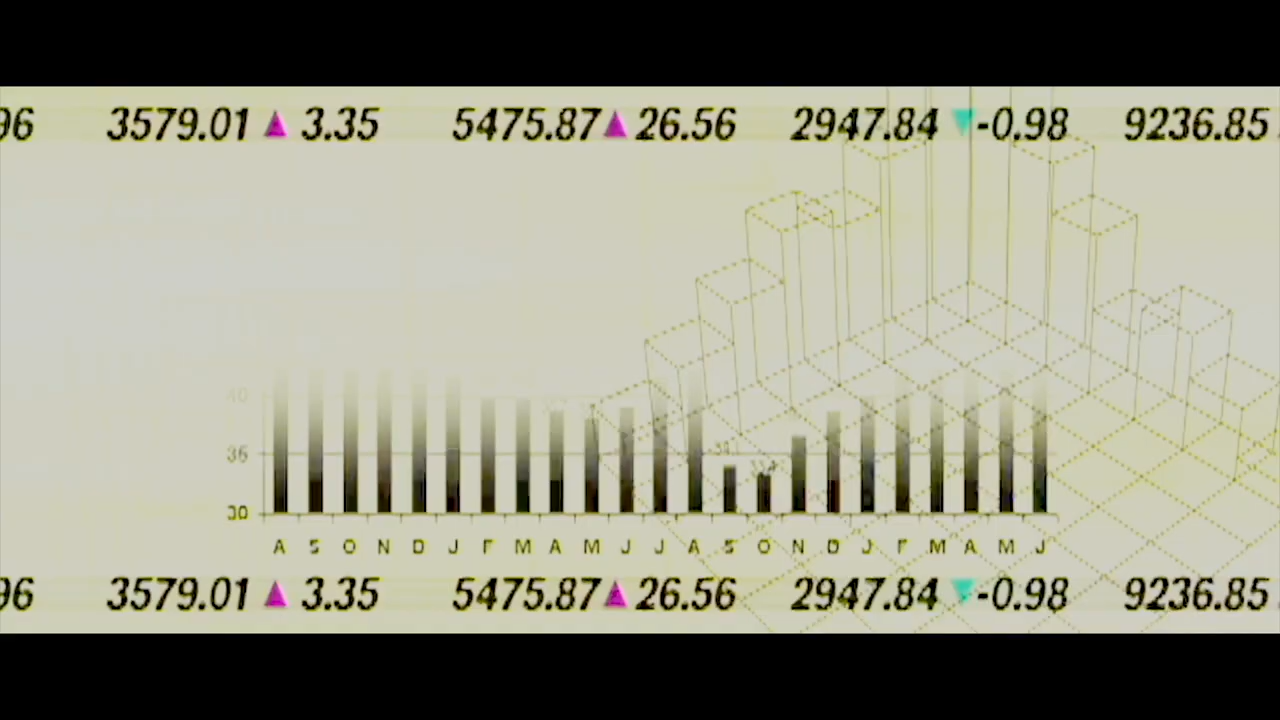 96 3579.01 ▲ 3.35 5475.87 ▲ 26.56 2947.84 ▼ -0.98 9236.85
40
35
30
A S O N D J F M A M J J A S O N D J F M A M J
96 3579.01 ▲ 3.35 5475.87 ▲ 26.56 2947.84 ▼ -0.98 9236.85